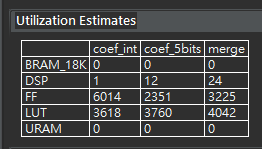 Utilization Estimates
coef_int coef_5bits merge
BRAM_18K 0 0 0
DSP 1 12 24
FF 6014 2351 3225
LUT 3618 3760 4042
URAM 0 0 0